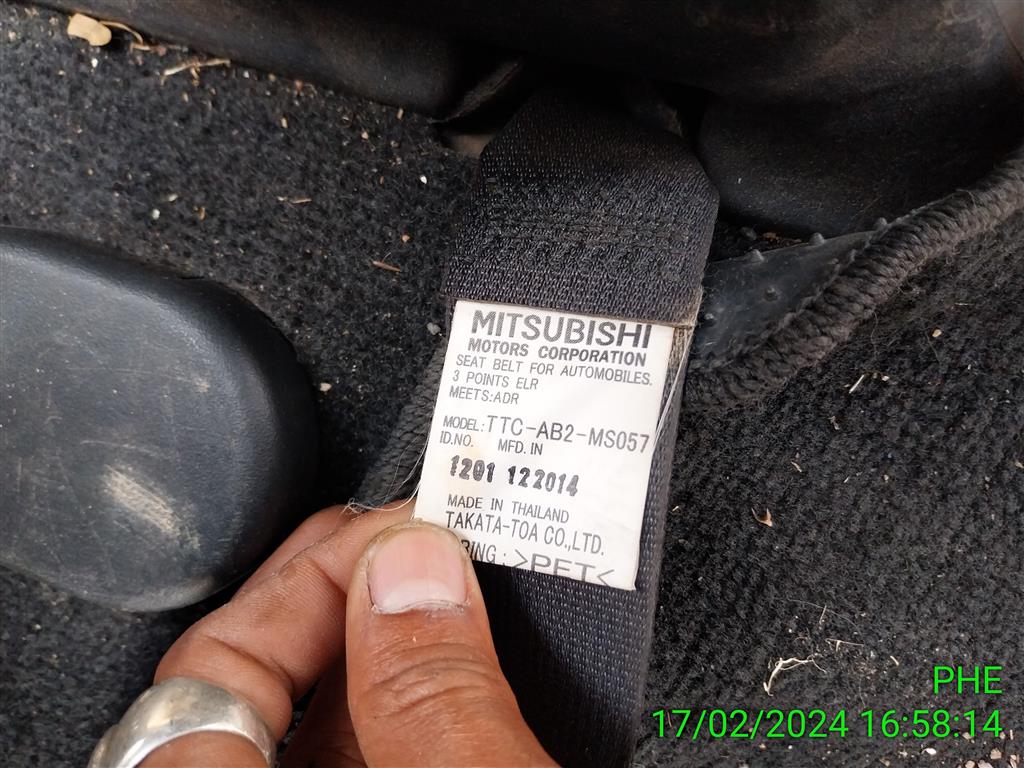 MITSUBISHI
MOTORS CORPORATION
SEAT BELT FOR AUTOMOBILES.
3 POINTS ELR
MEETS:ADR
MODEL:TTC-AB2-MS057
ID.NO. MFD. IN
1201 122014
MADE IN THAILAND
TAKATA-TOA CO.,LTD.
>PET<
PHE
17/02/2024 16:58:14